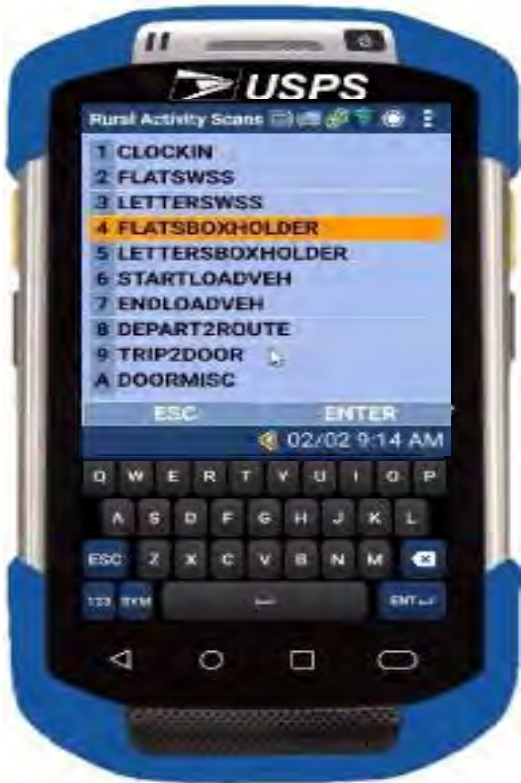 USPS
Rural Activity Scans
1 CLOCKIN
2 FLATSWSS
3 LETTERSWSS
4 FLATSBOXHOLDER
5 LETTERSBOXHOLDER
6 STARTLOADVEH
7 ENDLOADVEH
8 DEPART2ROUTE
9 TRIP2DOOR
A DOORMISC
ESC ENTER
02/02 9:14 AM
Q W E R T Y U I O P
A S D F G H J K L
ESC Z X C V B N M
123 SYM ENT